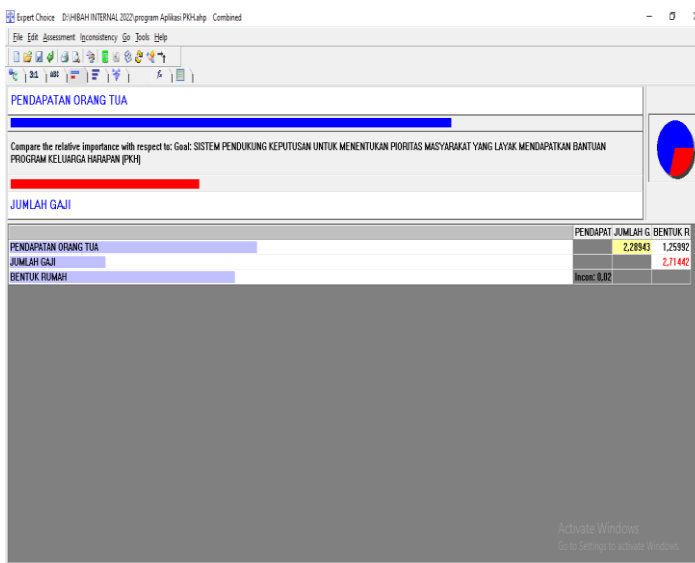 Expert Choice D:\HIBAH INTERNAL 2022\program Aplikasi PKH.ahp Combined
File Edit Assessment Inconsistency Go Tools Help
3:1 ABC
PENDAPATAN ORANG TUA
Compare the relative importance with respect to: Goal: SISTEM PENDUKUNG KEPUTUSAN UNTUK MENENTUKAN PIORITAS MASYARAKAT YANG LAYAK MENDAPATKAN BANTUAN
PROGRAM KELUARGA HARAPAN (PKH)
JUMLAH GAJI
PENDAPAT JUMLAH G BENTUK R
PENDAPATAN ORANG TUA 2,28943 1,25992
JUMLAH GAJI 2,71442
BENTUK RUMAH Incon: 0,02
Activate Windows
Go to Settings to activate Windows.